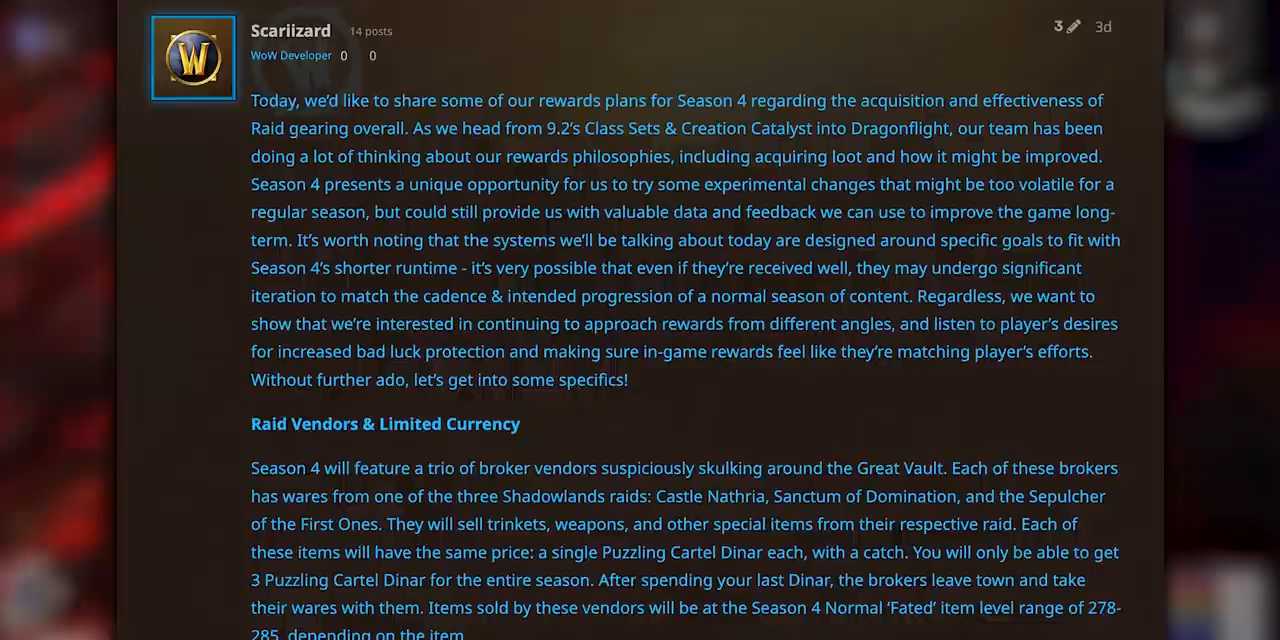 Scariizard 14 posts 3 3d
WoW Developer 0 0
Today, we'd like to share some of our rewards plans for Season 4 regarding the acquisition and effectiveness of
Raid gearing overall. As we head from 9.2's Class Sets & Creation Catalyst into Dragonflight, our team has been
doing a lot of thinking about our rewards philosophies, including acquiring loot and how it might be improved.
Season 4 presents a unique opportunity for us to try some experimental changes that might be too volatile for a
regular season, but could still provide us with valuable data and feedback we can use to improve the game long-
term. It's worth noting that the systems we'll be talking about today are designed around specific goals to fit with
Season 4's shorter runtime - it's very possible that even if they're received well, they may undergo significant
iteration to match the cadence & intended progression of a normal season of content. Regardless, we want to
show that we're interested in continuing to approach rewards from different angles, and listen to player's desires
for increased bad luck protection and making sure in-game rewards feel like they're matching player's efforts.
Without further ado, let's get into some specifics!
Raid Vendors & Limited Currency
Season 4 will feature a trio of broker vendors suspiciously skulking around the Great Vault. Each of these brokers
has wares from one of the three Shadowlands raids: Castle Nathria, Sanctum of Domination, and the Sepulcher
of the First Ones. They will sell trinkets, weapons, and other special items from their respective raid. Each of
these items will have the same price: a single Puzzling Cartel Dinar each, with a catch. You will only be able to get
3 Puzzling Cartel Dinar for the entire season. After spending your last Dinar, the brokers leave town and take
their wares with them. Items sold by these vendors will be at the Season 4 Normal 'Fated' item level range of 278-
285, depending on the item.